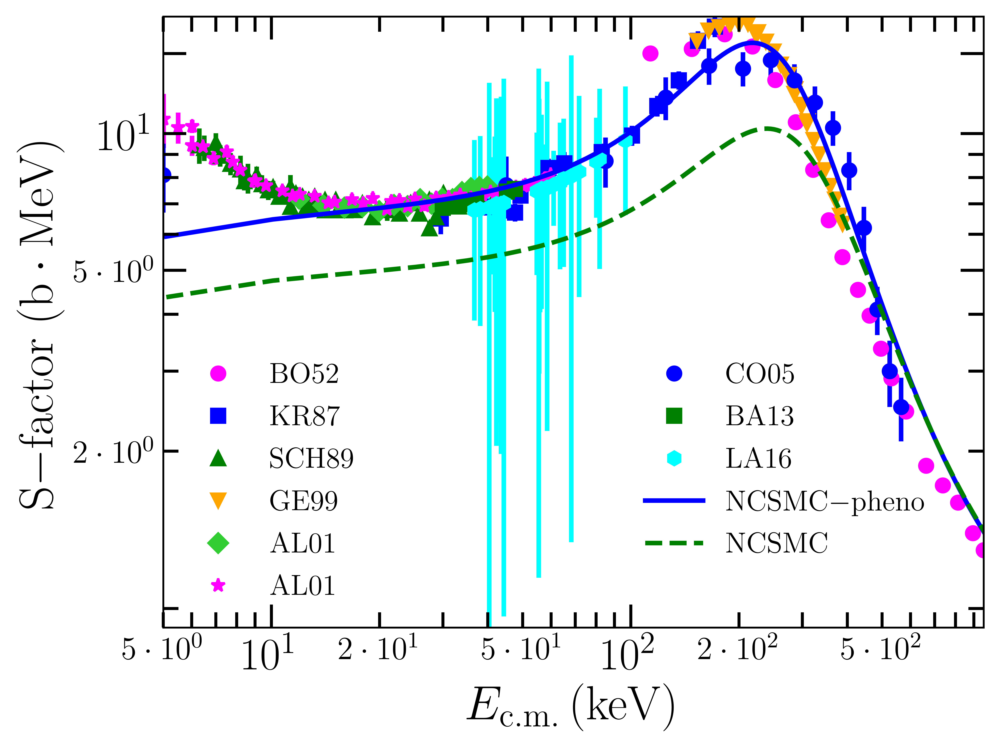 S−factor (b · MeV)
10¹
5 · 10⁰
2 · 10⁰
BO52
KR87
SCH89
GE99
AL01
AL01
CO05
BA13
LA16
NCSMC−pheno
NCSMC
5 · 10⁰ 10¹ 2 · 10¹ 5 · 10¹ 10² 2 · 10² 5 · 10²
E_c.m. (keV)